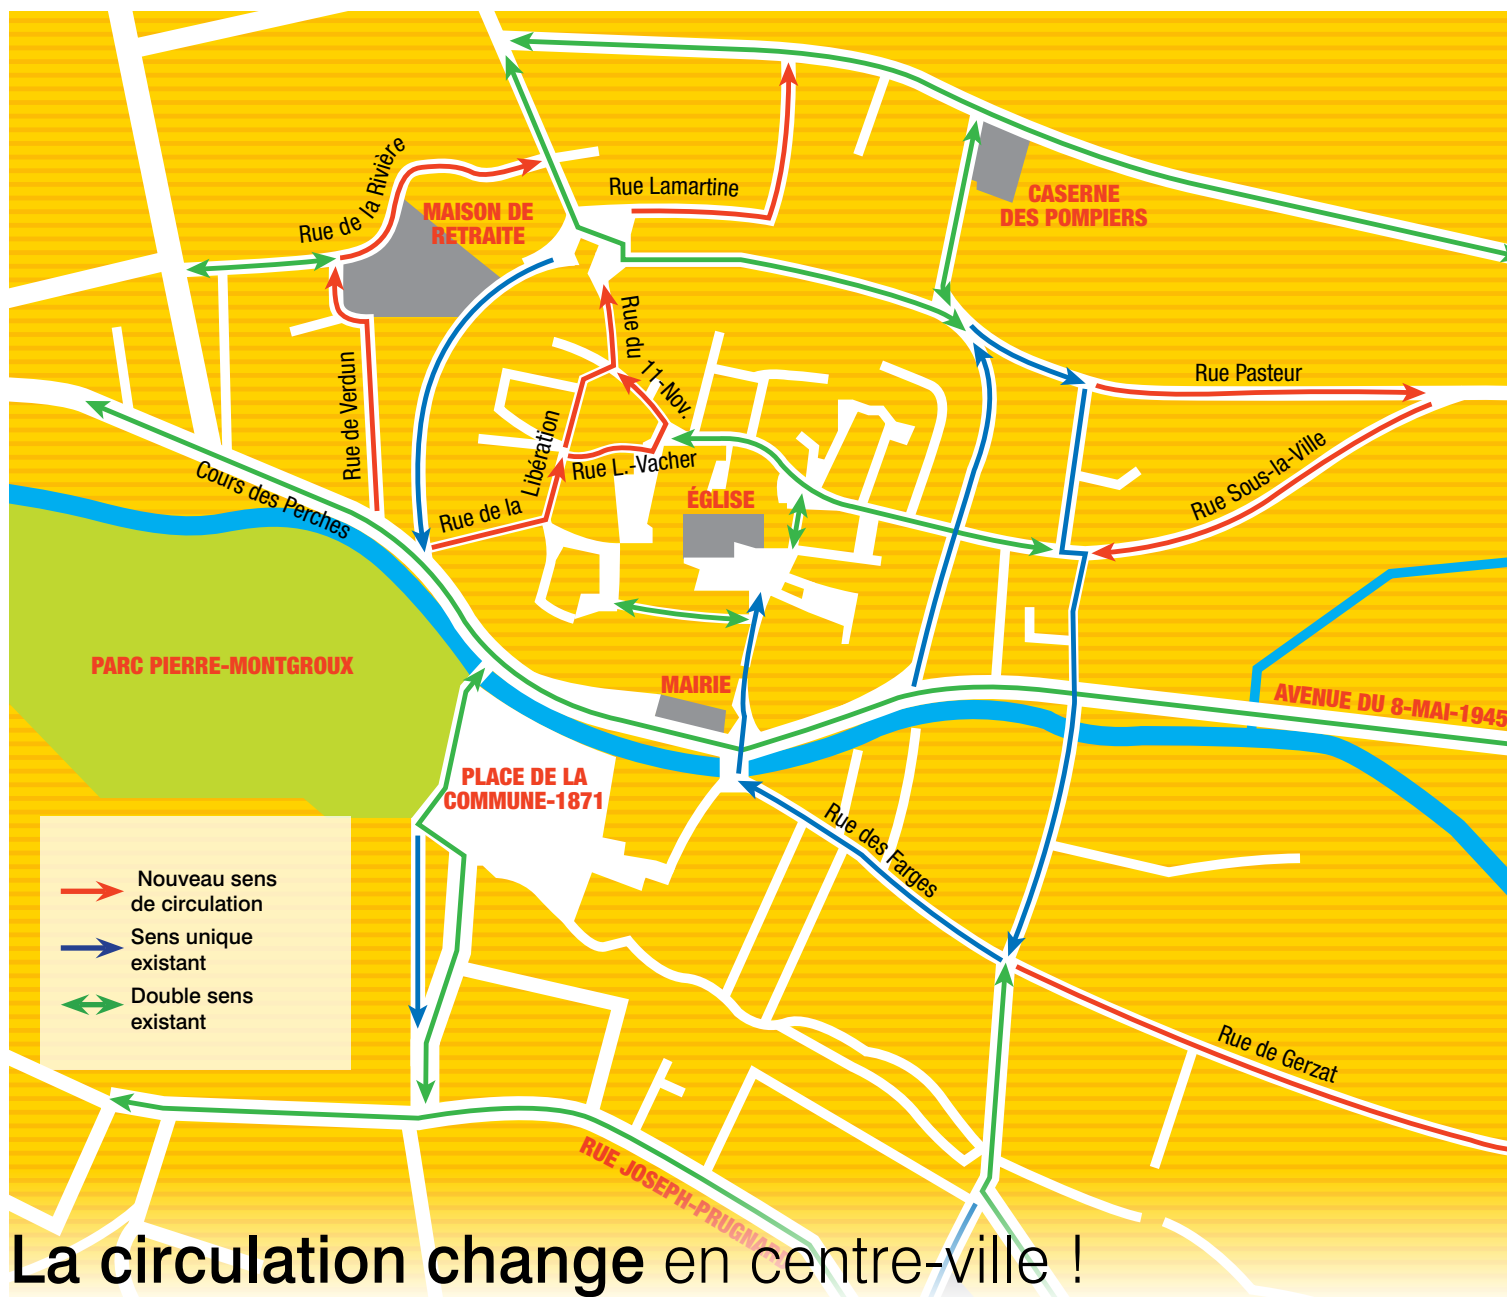 Rue de la Rivière
Rue Lamartine
MAISON DE
RETRAITE
CASERNE
DES POMPIERS
Rue du
11-Nov.
Rue Pasteur
Rue de Verdun
Rue de la
Libération
Rue L.-Vacher
Rue Sous-la-Ville
Cours des Perches
ÉGLISE
PARC PIERRE-MONTGROUX
MAIRIE
AVENUE DU 8-MAI-1945
PLACE DE LA
COMMUNE-1871
Rue des Farges
Nouveau sens
de circulation
Sens unique
existant
Double sens
existant
Rue de Gerzat
RUE JOSEPH-PRUGNARD
La circulation change en centre-ville !